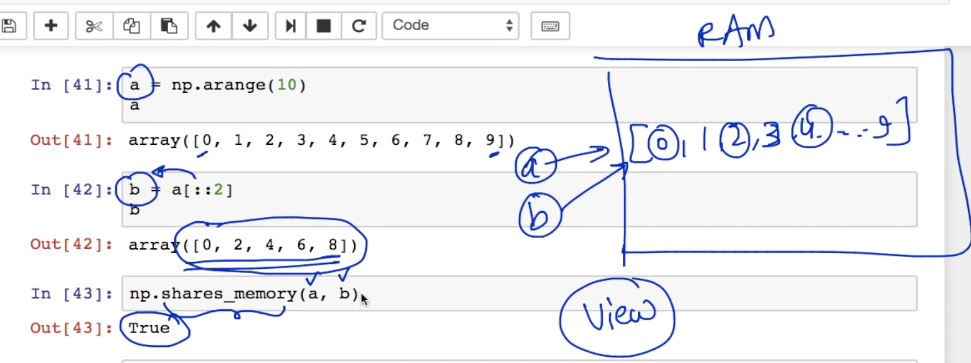 Code
RAM
In [41]: a = np.arange(10)
a
Out[41]: array([0, 1, 2, 3, 4, 5, 6, 7, 8, 9])
[0, 1 2, 3 4 ... 9]
a
In [42]: b = a[::2]
b
b
Out[42]: array([0, 2, 4, 6, 8])
In [43]: np.shares_memory(a, b)
View
Out[43]: True